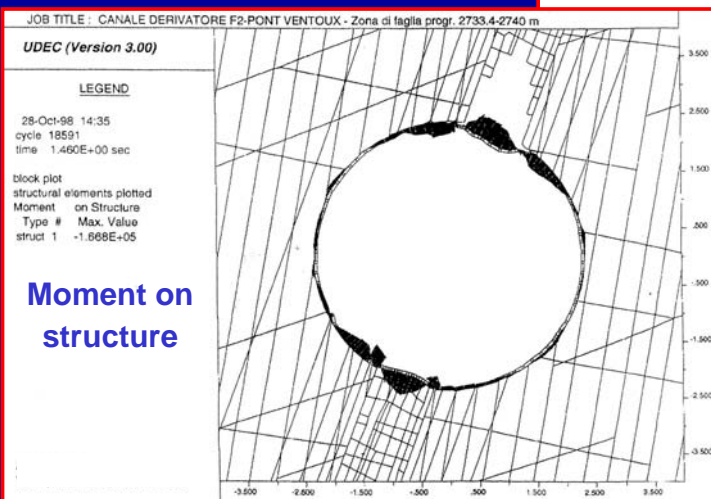 JOB TITLE : CANALE DERIVATORE F2-PONT VENTOUX - Zona di faglia progr. 2733.4-2740 m
UDEC (Version 3.00)
LEGEND
28-Oct-98 14:35
cycle 18591
time 1.460E+00 sec
block plot
structural elements plotted
Moment on Structure
Type # Max. Value
struct 1 -1.668E+05
Moment on
structure
3.500
2.500
1.500
.500
-.500
-1.500
-2.500
-3.500
-3.500 -2.500 -1.500 -.500 .500 1.500 2.500 3.500